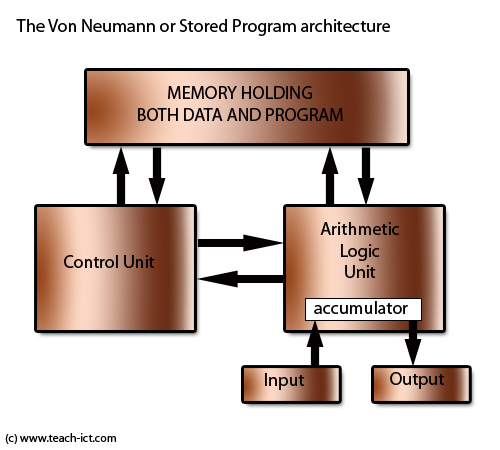 The Von Neumann or Stored Program architecture
MEMORY HOLDING
BOTH DATA AND PROGRAM
Control Unit
Arithmetic
Logic
Unit
accumulator
Input
Output
(c) www.teach-ict.com